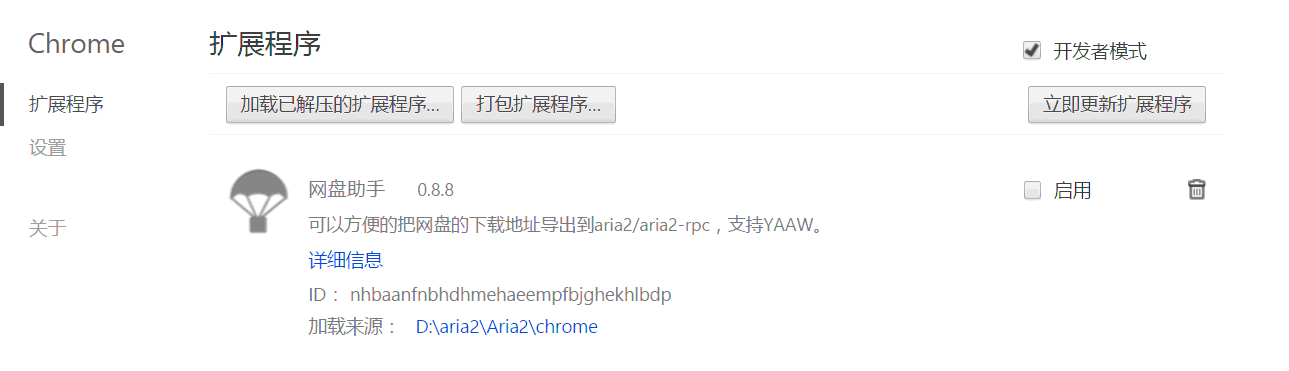 Chrome
扩展程序
开发者模式
扩展程序
加载已解压的扩展程序... 打包扩展程序... 立即更新扩展程序
设置
网盘助手 0.8.8
启用
可以方便的把网盘的下载地址导出到aria2/aria2-rpc，支持YAAW。
关于
详细信息
ID： nhbaanfnbhdhmehaeempfbjghekhlbdp
加载来源： D:\aria2\Aria2\chrome